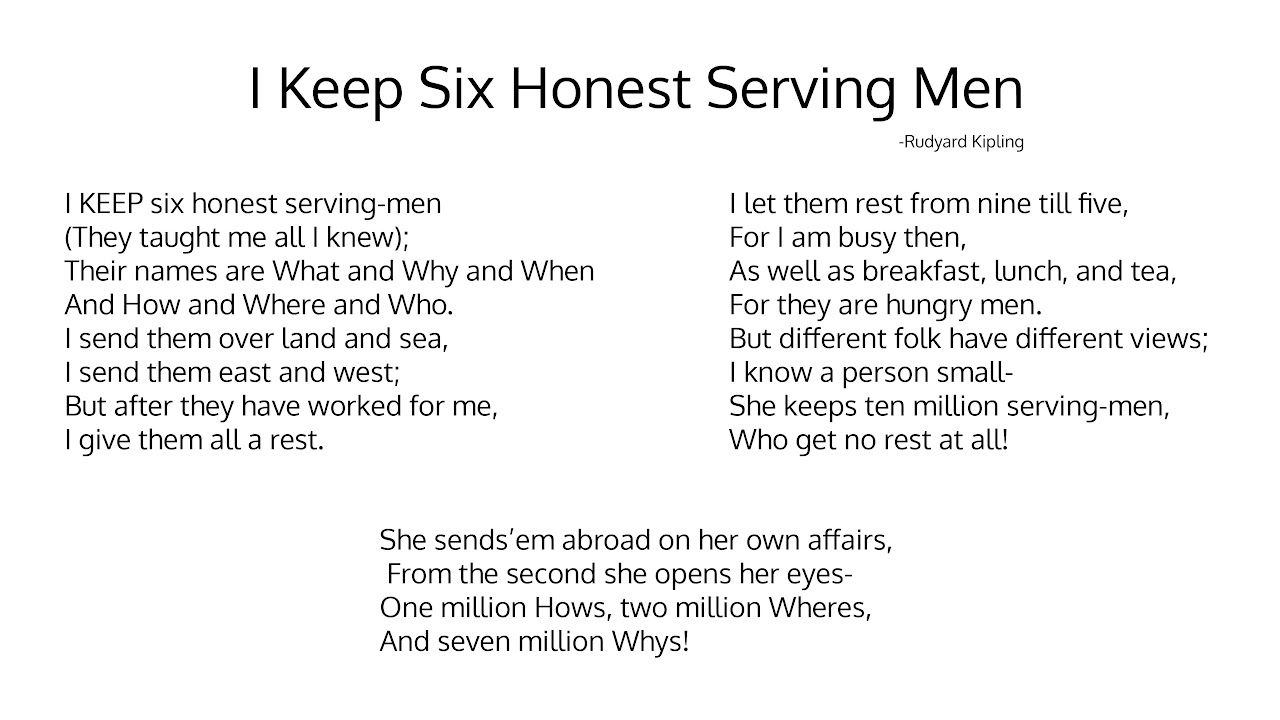 I Keep Six Honest Serving Men
-Rudyard Kipling
I KEEP six honest serving-men
(They taught me all I knew);
Their names are What and Why and When
And How and Where and Who.
I send them over land and sea,
I send them east and west;
But after they have worked for me,
I give them all a rest.
I let them rest from nine till five,
For I am busy then,
As well as breakfast, lunch, and tea,
For they are hungry men.
But different folk have different views;
I know a person small-
She keeps ten million serving-men,
Who get no rest at all!
She sends’em abroad on her own affairs,
From the second she opens her eyes-
One million Hows, two million Wheres,
And seven million Whys!